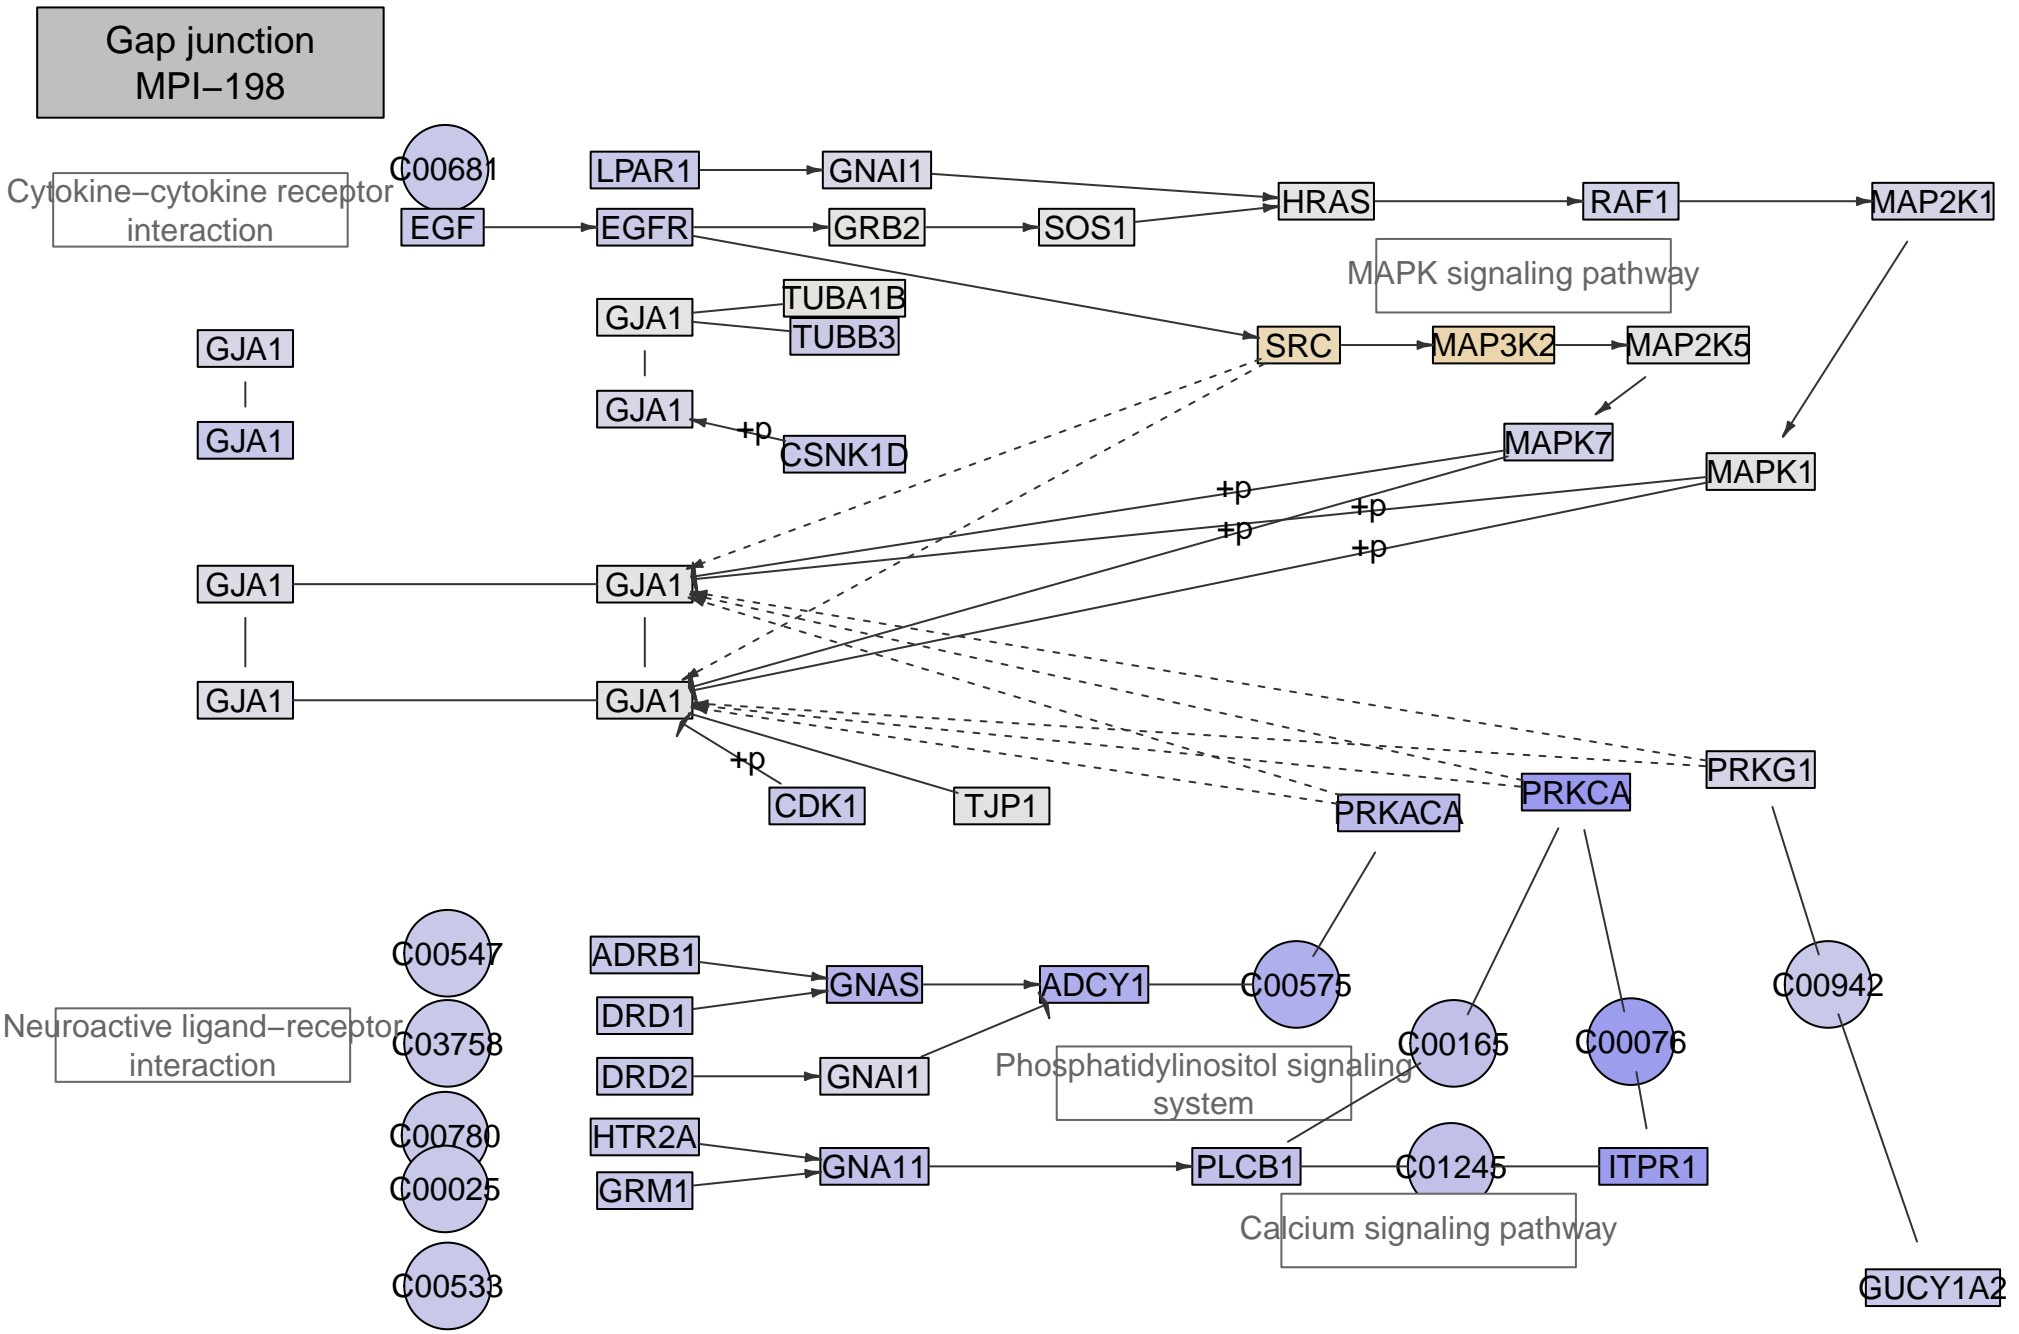 Gap junction
MPI−198
C00681
LPAR1
GNAI1
Cytokine−cytokine receptor
interaction
HRAS
RAF1
MAP2K1
EGF
EGFR
GRB2
SOS1
MAPK signaling pathway
TUBA1B
GJA1
TUBB3
GJA1
SRC
MAP3K2
MAP2K5
GJA1
+p
CSNK1D
GJA1
MAPK7
MAPK1
+p
+p
+p
+p
GJA1
GJA1
GJA1
GJA1
+p
CDK1
TJP1
PRKACA
PRKCA
PRKG1
C00547
ADRB1
GNAS
ADCY1
C00575
C00942
DRD1
Neuroactive ligand−receptor
interaction
C03758
C00165
C00076
DRD2
GNAI1
Phosphatidylinositol signaling
system
C00780
HTR2A
GNA11
PLCB1
C01245
ITPR1
C00025
GRM1
Calcium signaling pathway
C00533
GUCY1A2